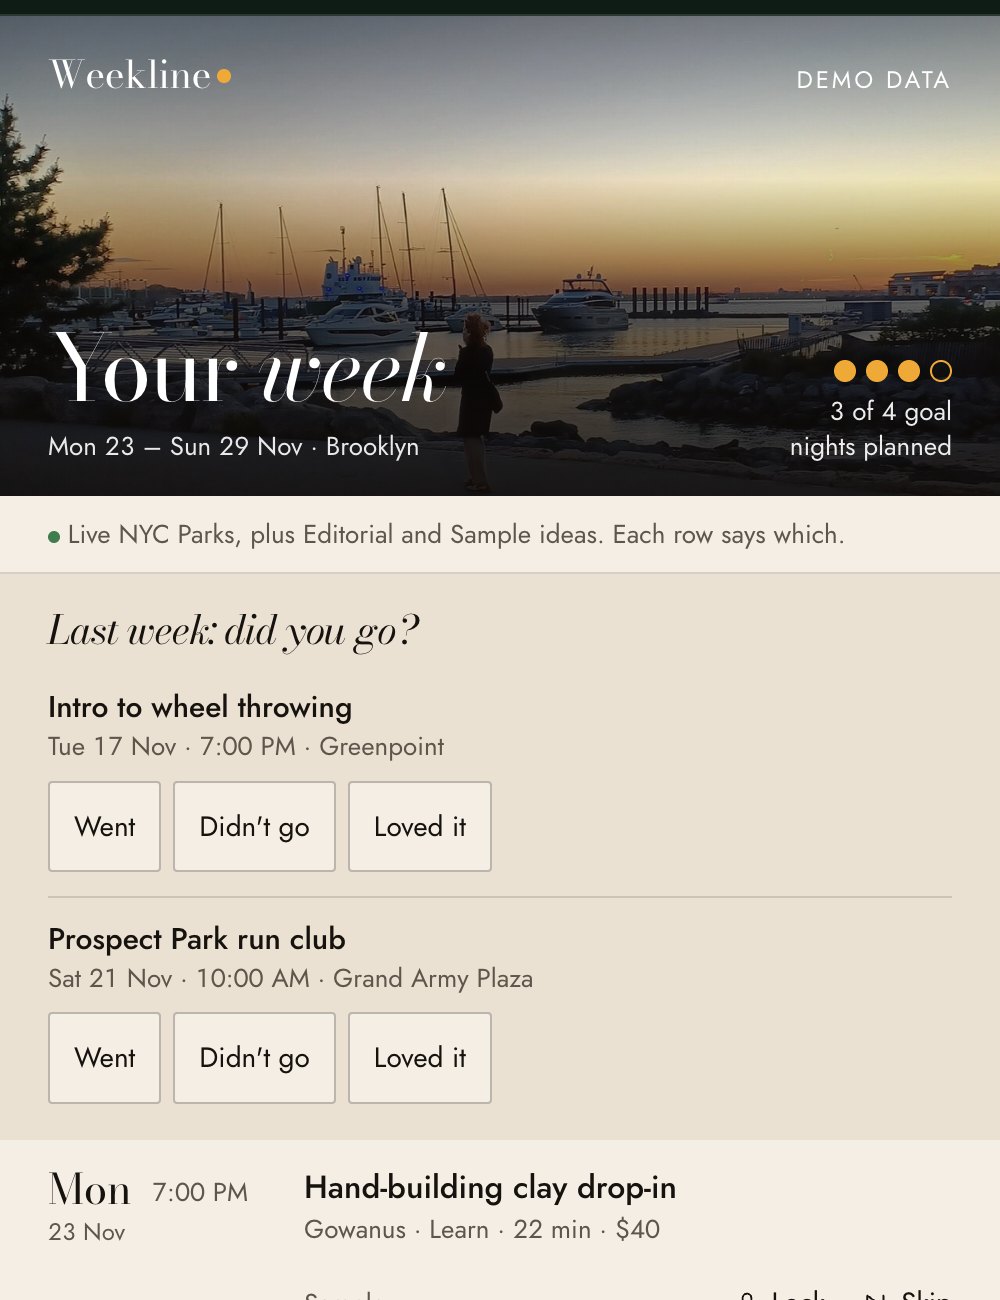 Weekline
DEMO DATA
Your week
Mon 23 – Sun 29 Nov · Brooklyn
3 of 4 goal
nights planned
Live NYC Parks, plus Editorial and Sample ideas. Each row says which.
Last week: did you go?
Intro to wheel throwing
Tue 17 Nov · 7:00 PM · Greenpoint
Went
Didn't go
Loved it
Prospect Park run club
Sat 21 Nov · 10:00 AM · Grand Army Plaza
Went
Didn't go
Loved it
Mon 7:00 PM
23 Nov
Hand-building clay drop-in
Gowanus · Learn · 22 min · $40